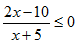 (2x−10)/(x+5) ≤ 0